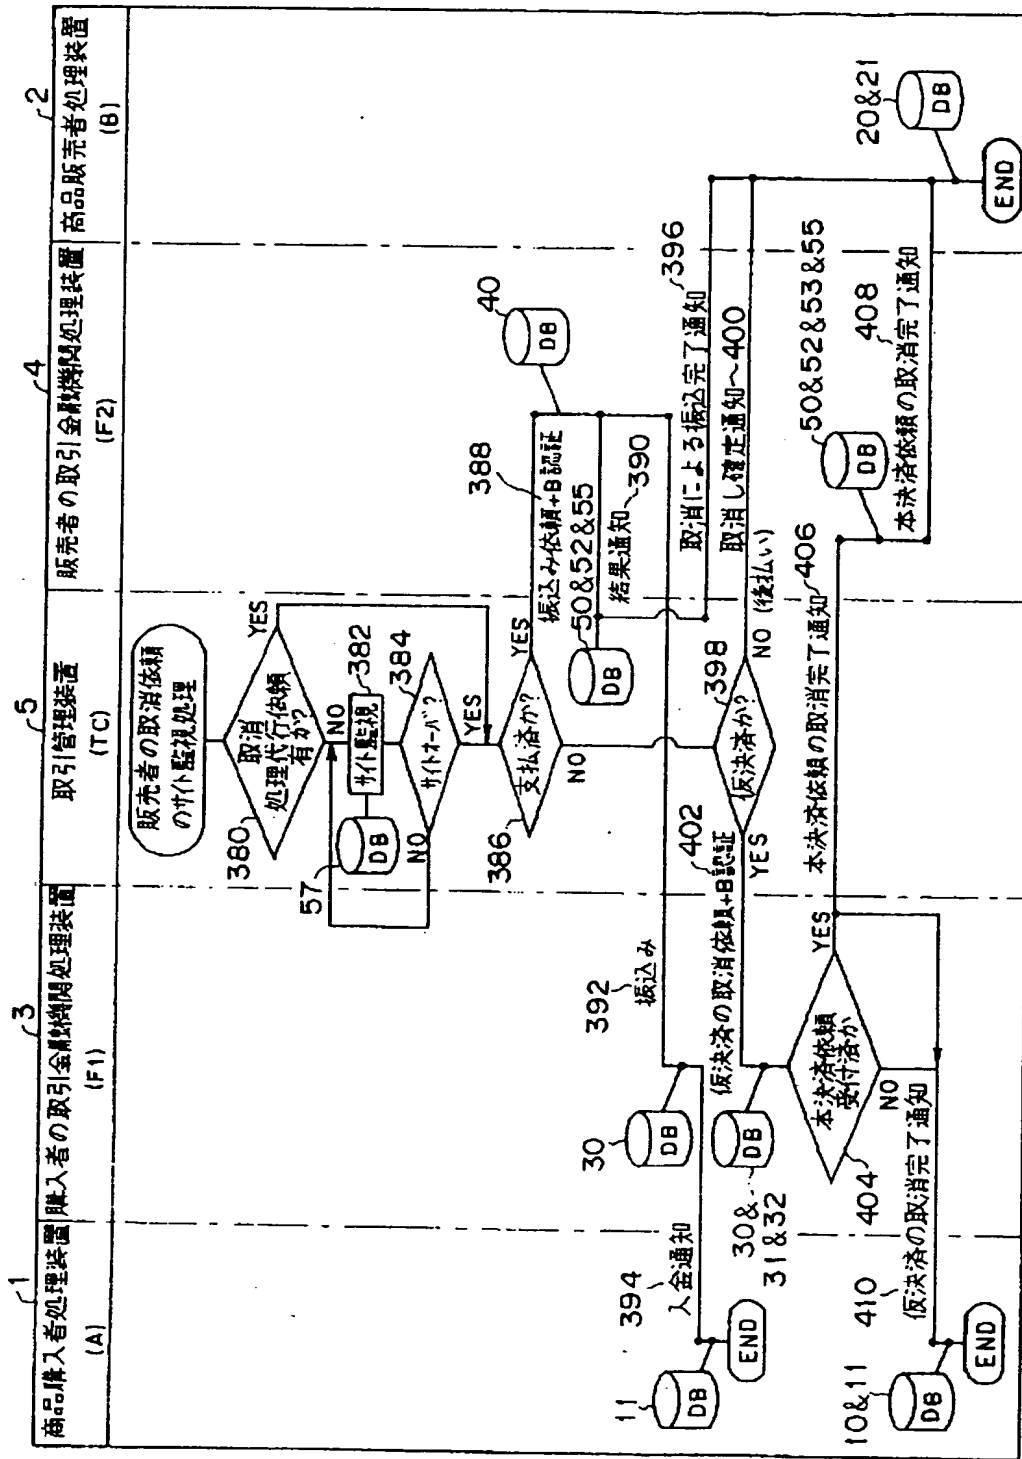 1
商品購入者処理装置
(A)
3
購入者の取引金融機関処理装置
(F1)
5
取引管理装置
(TC)
4
販売者の取引金融機関処理装置
(F2)
2
商品販売者処理装置
(B)
販売者の取消依頼
のサイト監視処理
取消
処理代行依頼
有か?
380
YES
NO
サイト監視
382
DB
57
サイトオーバ?
384
NO
YES
支払済か?
386
YES
NO
振込み依頼+B認証
388
DB
40
DB
50&52&55
結果通知
390
振込み
392
DB
30
入金通知
394
DB
11
END
取消による振込完了通知
396
仮決済か?
398
NO (後払い)
YES
取消し確定通知~400
仮決済の取消依頼+B認証
402
DB
30&
31&32
本決済依頼
受付済か
404
YES
NO
本決済依頼の取消完了通知
406
DB
50&52&53&55
本決済依頼の取消完了通知
408
DB
20&21
END
仮決済の取消完了通知
410
DB
10&11
END